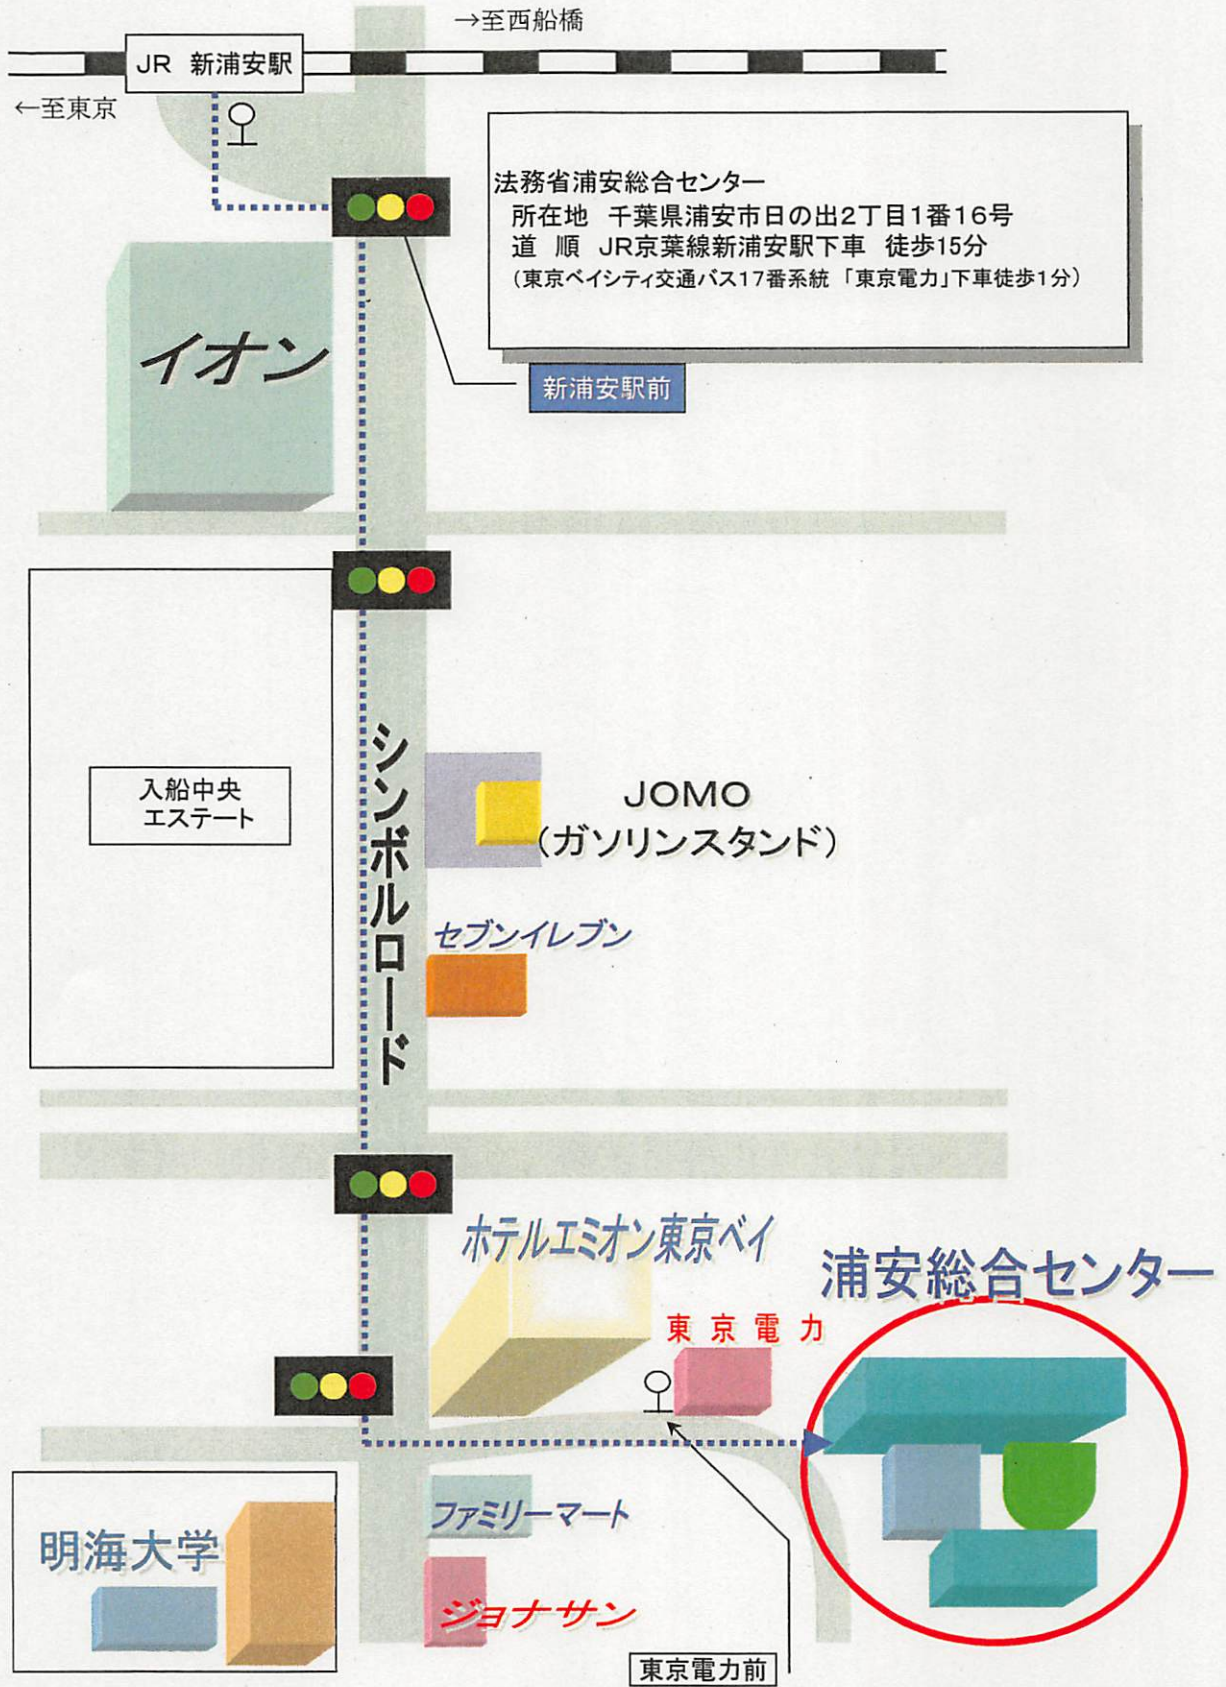 →至西船橋
JR 新浦安駅
←至東京
法務省浦安総合センター
所在地 千葉県浦安市日の出2丁目1番16号
道 順 JR京葉線新浦安駅下車 徒歩15分
(東京ベイシティ交通バス17番系統 「東京電力」下車徒歩1分)
イオン
新浦安駅前
シンボルロード
入船中央
エステート
JOMO
(ガソリンスタンド)
セブンイレブン
ホテルエミオン東京ベイ
浦安総合センター
東京電力
ファミリーマート
明海大学
ジョナサン
東京電力前